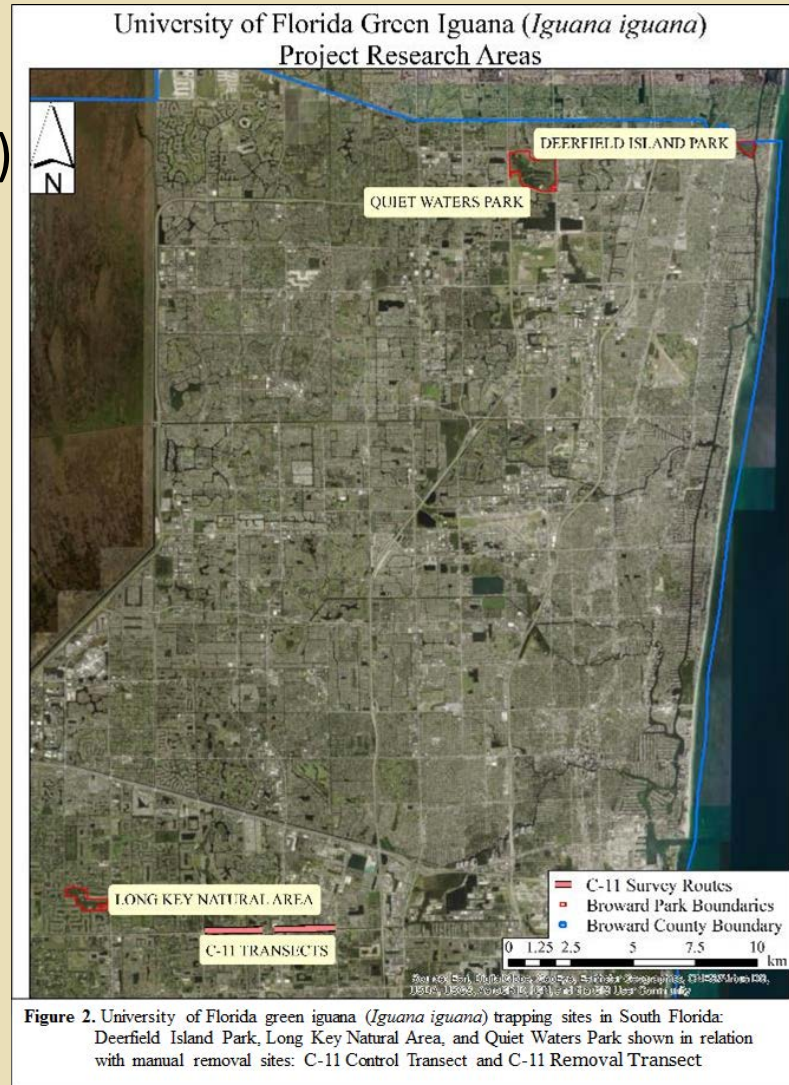 University of Florida Green Iguana (Iguana iguana)
Project Research Areas
)
N
DEERFIELD ISLAND PARK
QUIET WATERS PARK
LONG KEY NATURAL AREA
C-11 TRANSECTS
C-11 Survey Routes
Broward Park Boundaries
Broward County Boundary
0 1.25 2.5 5 7.5 10
km
Figure 2. University of Florida green iguana (Iguana iguana) trapping sites in South Florida:
Deerfield Island Park, Long Key Natural Area, and Quiet Waters Park shown in relation
with manual removal sites: C-11 Control Transect and C-11 Removal Transect